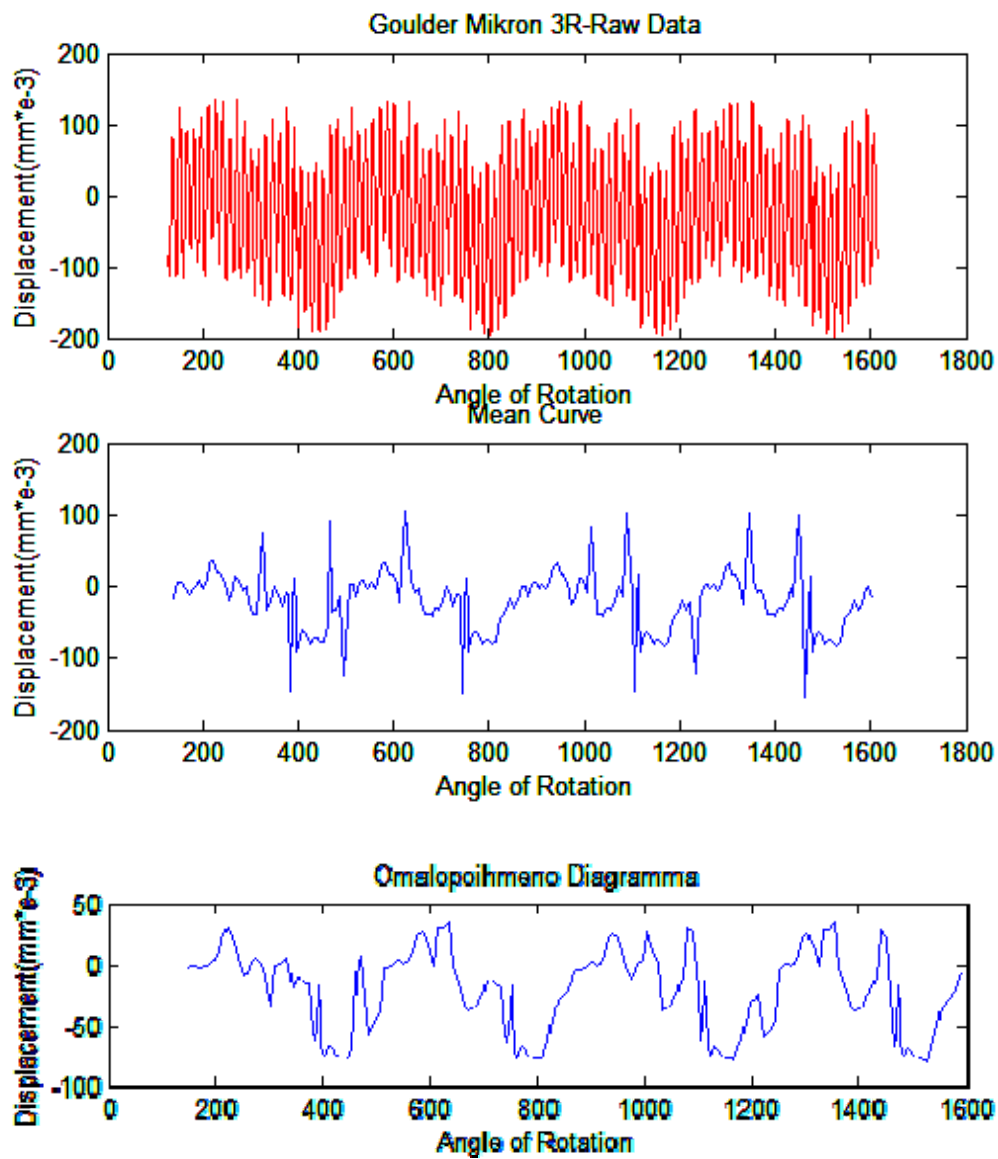 Goulder Mikron 3R-Raw Data
Displacement(mm*e-3)
200
100
0
-100
-200
0 200 400 600 800 1000 1200 1400 1600 1800
Angle of Rotation
Mean Curve
Displacement(mm*e-3)
200
100
0
-100
-200
0 200 400 600 800 1000 1200 1400 1600 1800
Angle of Rotation
Omalopoihmeno Diagramma
Displacement(mm*e-3)
50
0
-50
-100
0 200 400 600 800 1000 1200 1400 1600
Angle of Rotation